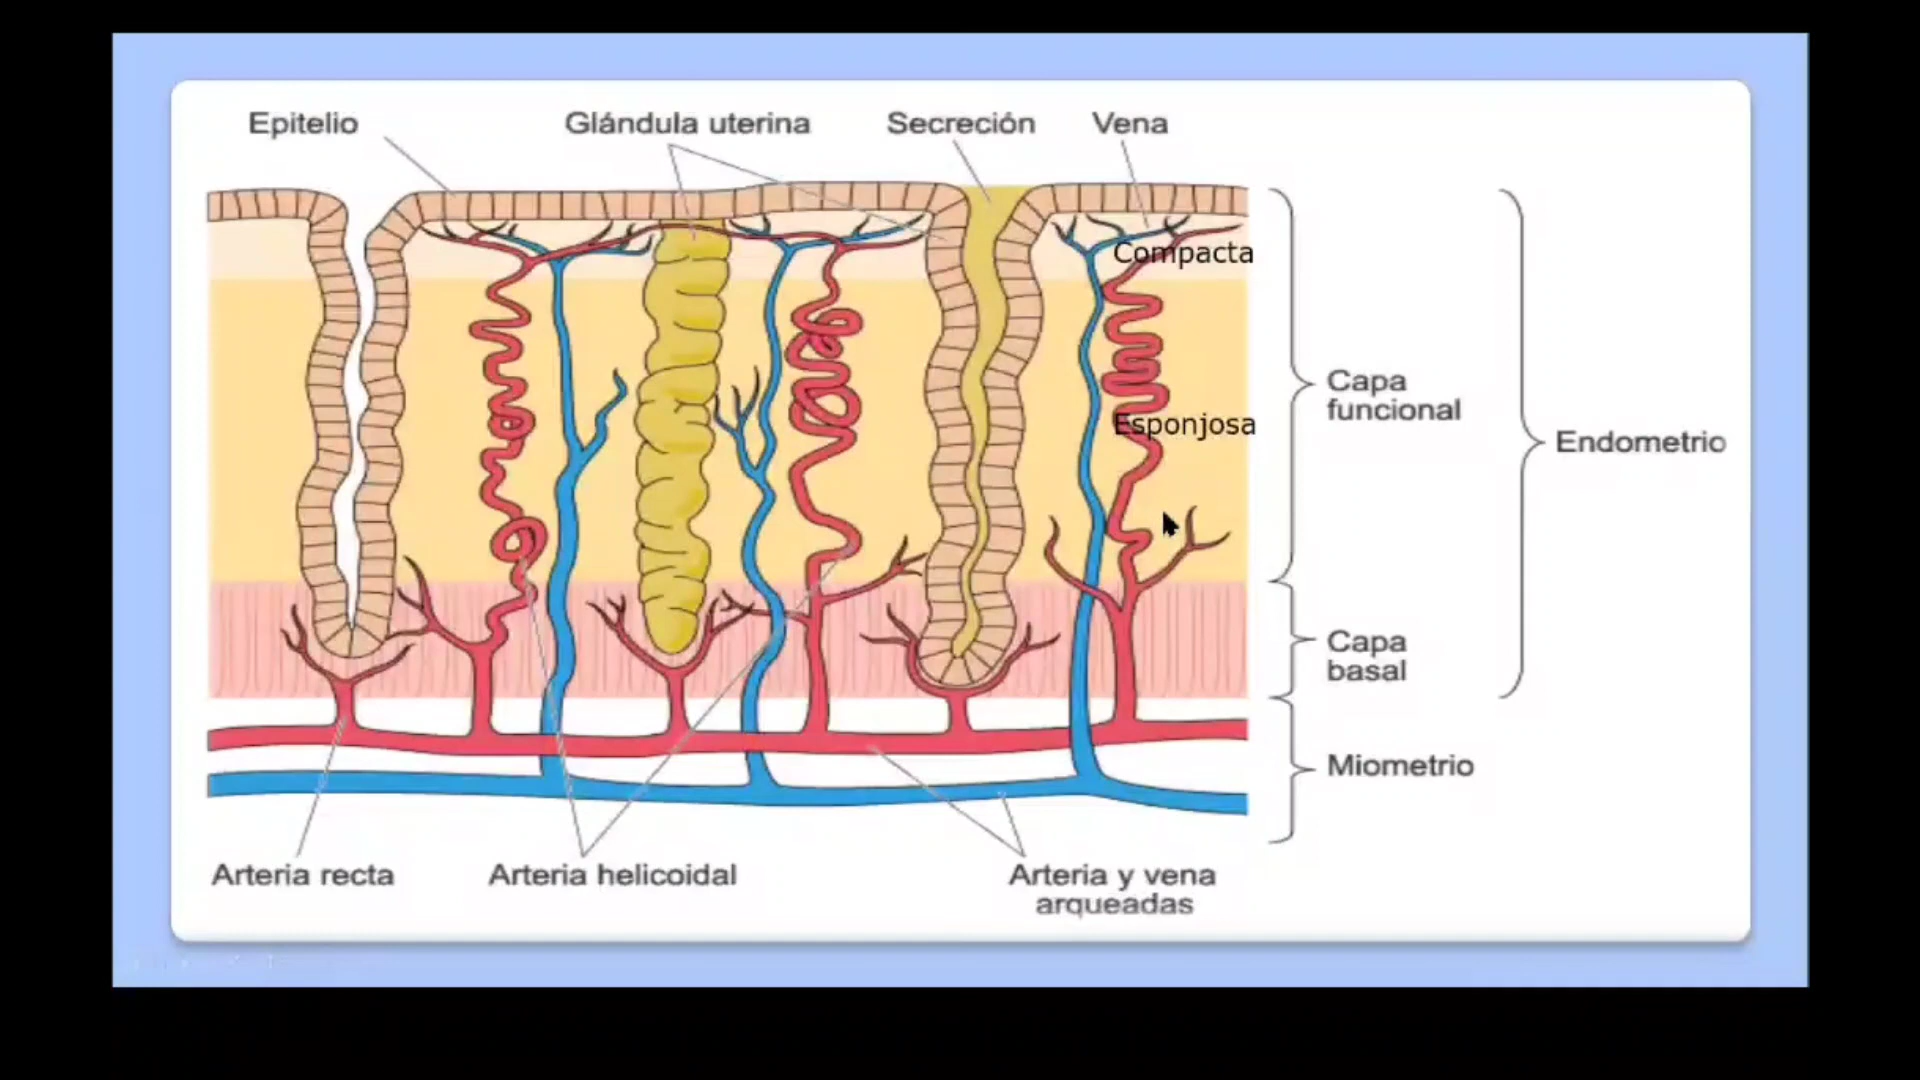 Epitelio
Glándula uterina
Secreción
Vena
Compacta
Esponjosa
Capa
funcional
Endometrio
Capa
basal
Miometrio
Arteria recta
Arteria helicoidal
Arteria y vena
arqueadas